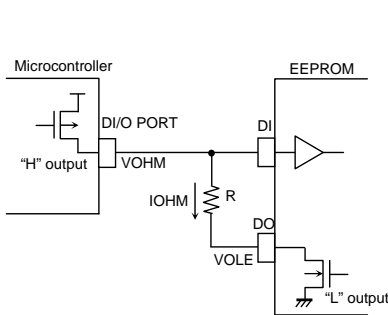 Microcontroller
EEPROM
DI/O PORT
DI
“H” output
VOHM
IOHM
R
DO
VOLE
“L” output